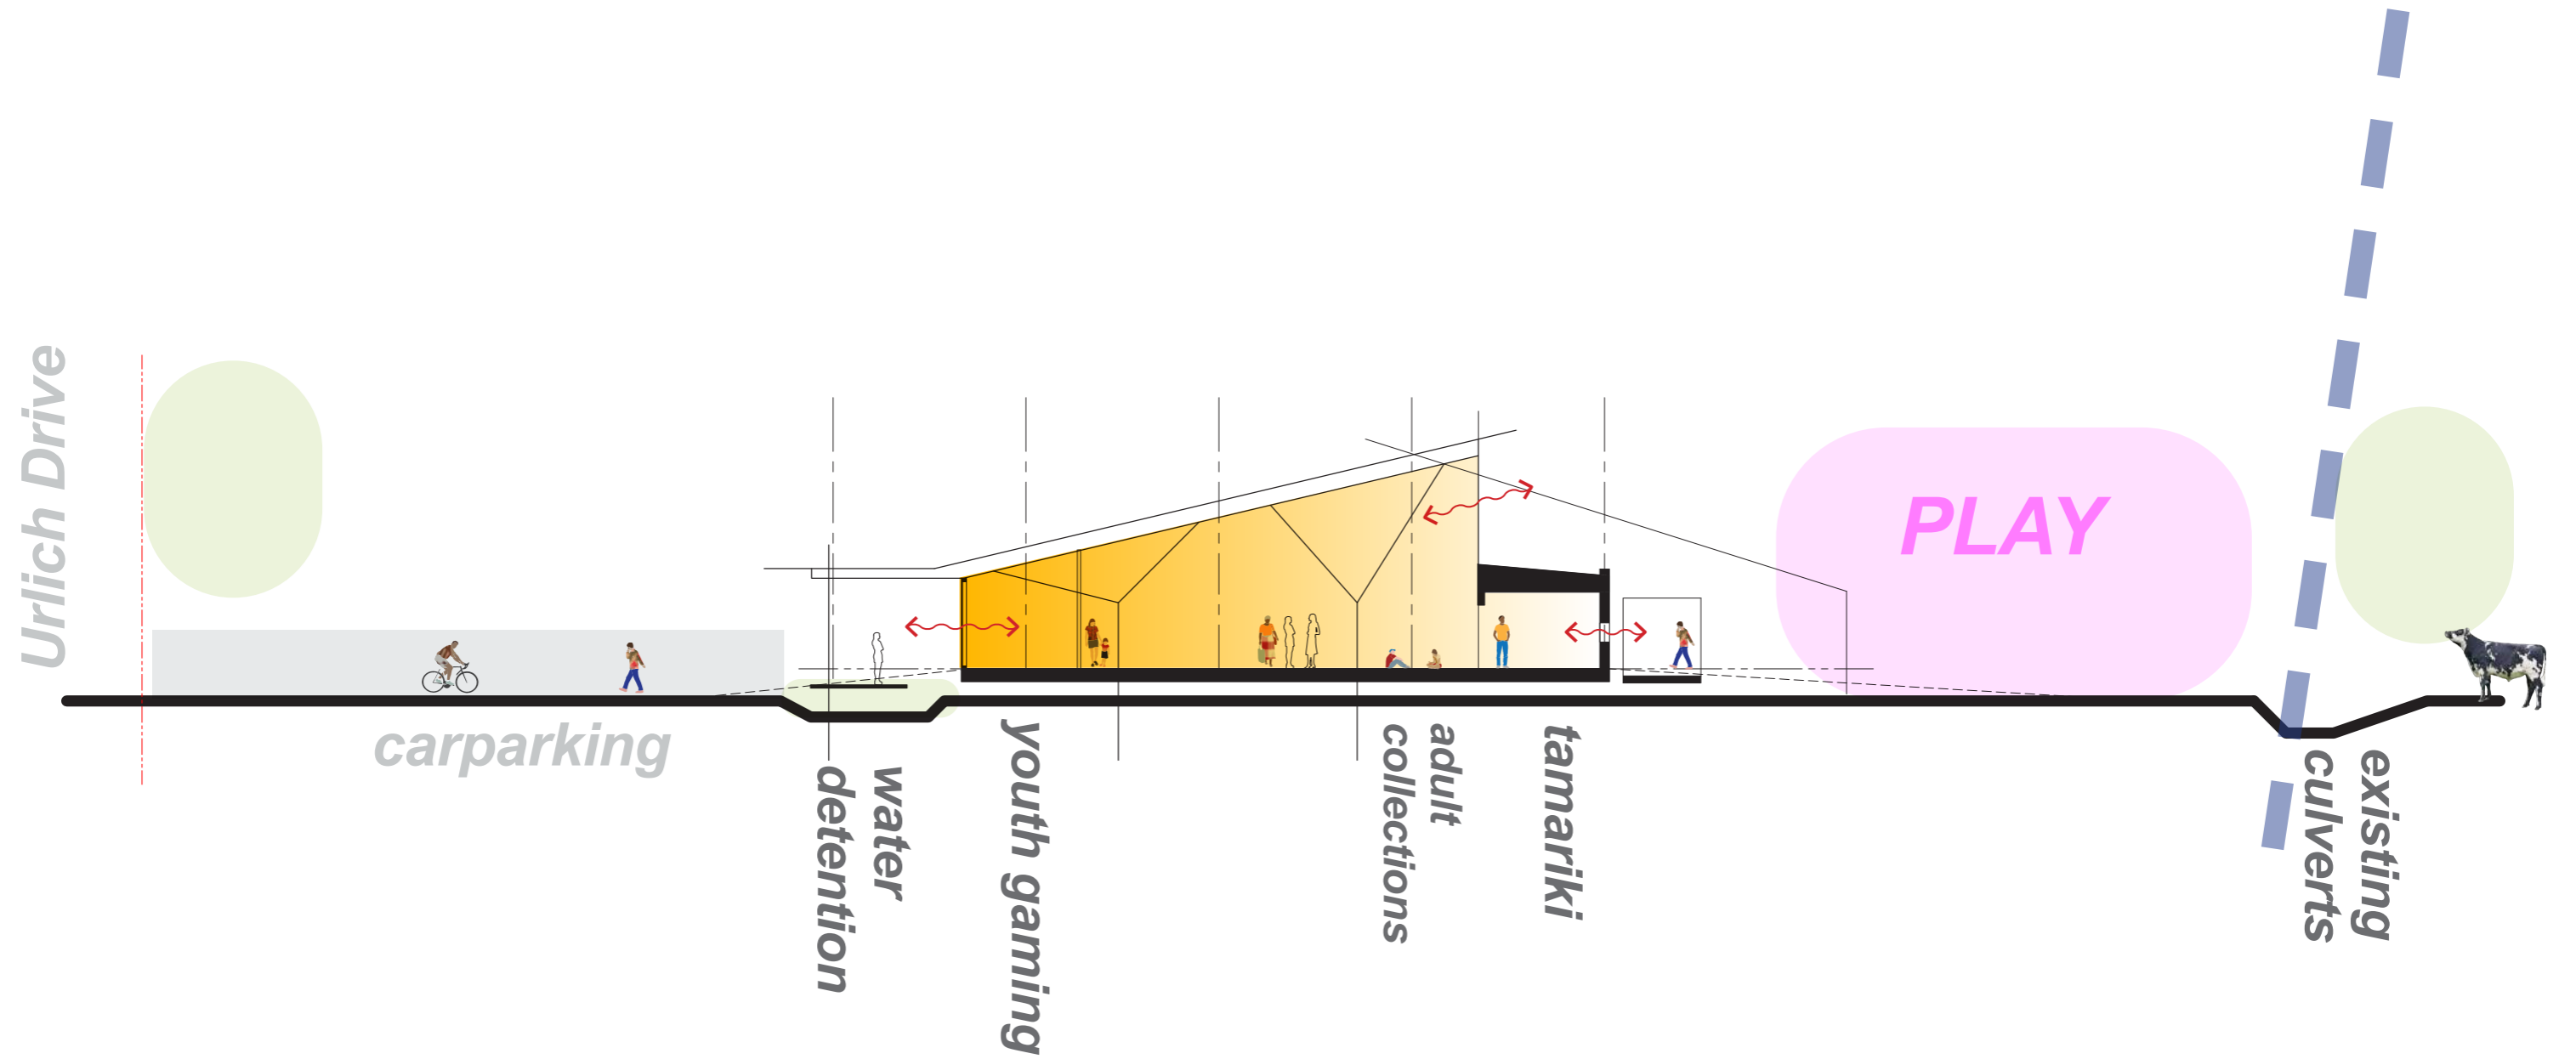 Urlich Drive
carparking
water
detention
youth gaming
adult
collections
tamariki
PLAY
existing
culverts